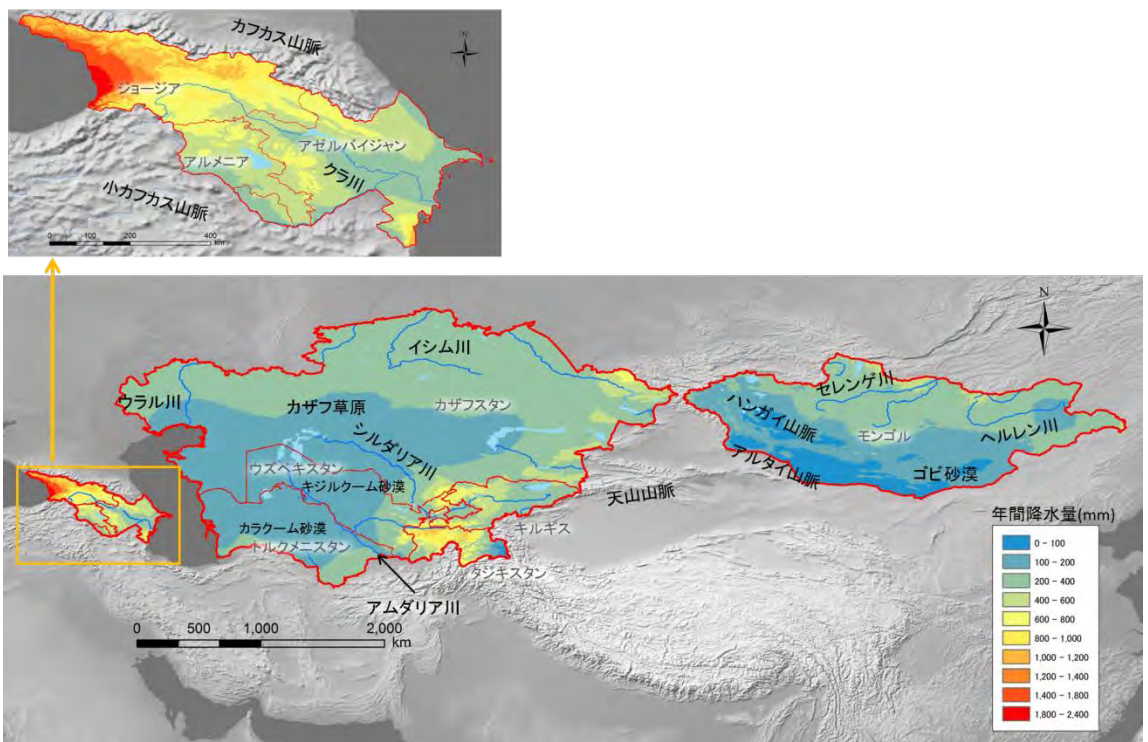 カフカス山脈
N
ジョージア
アゼルバイジャン
アルメニア
クラ川
小カフカス山脈
0 100 200 400
km
N
イシム川
セレンゲ川
ウラル川
カザフ草原
カザフスタン
ハンガイ山脈
モンゴル
ヘルレン川
シルダリア川
アルタイ山脈
ゴビ砂漠
ウズベキスタン
キジルクーム砂漠
天山山脈
カラクーム砂漠
キルギス
トルクメニスタン
タジキスタン
アムダリア川
0 500 1,000 2,000
km
年間降水量(mm)
0 - 100
100 - 200
200 - 400
400 - 600
600 - 800
800 - 1,000
1,000 - 1,200
1,200 - 1,400
1,400 - 1,800
1,800 - 2,400